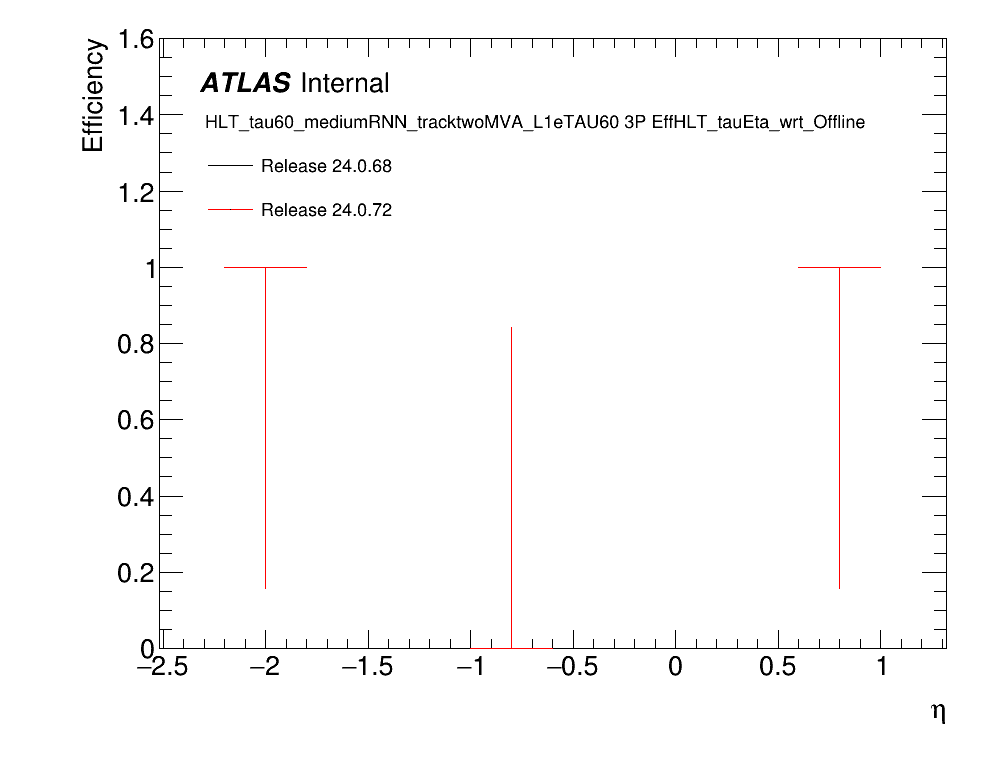 Efficiency
ATLAS Internal
HLT_tau60_mediumRNN_tracktwoMVA_L1eTAU60 3P EffHLT_tauEta_wrt_Offline
Release 24.0.68
Release 24.0.72
1.6
1.4
1.2
1
0.8
0.6
0.4
0.2
0
−2.5 −2 −1.5 −1 −0.5 0 0.5 1
η